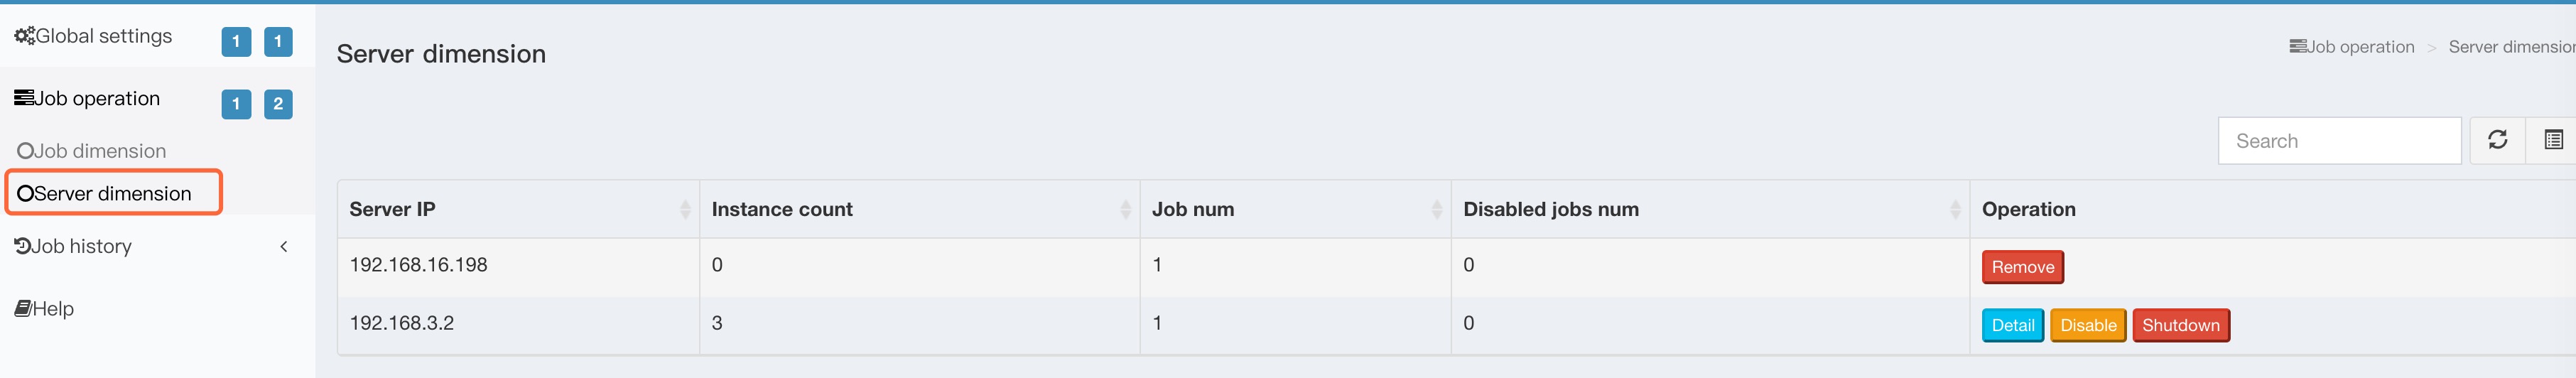 Global settings 1 1
Job operation 1 2
Job dimension
Server dimension
Job history
Help
Server dimension
Job operation > Server dimension
Search
Server IP Instance count Job num Disabled jobs num Operation
192.168.16.198 0 1 0 Remove
192.168.3.2 3 1 0 Detail Disable Shutdown